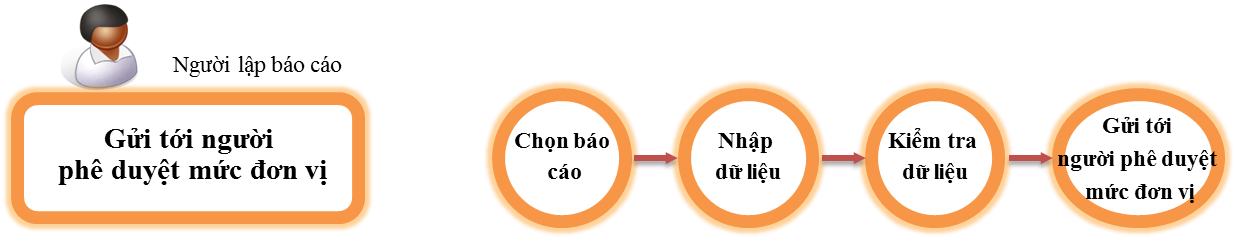 Người lập báo cáo
Gửi tới người
phê duyệt mức đơn vị
Chọn báo
cáo
Nhập
dữ liệu
Kiểm tra
dữ liệu
Gửi tới
người phê duyệt
mức đơn vị